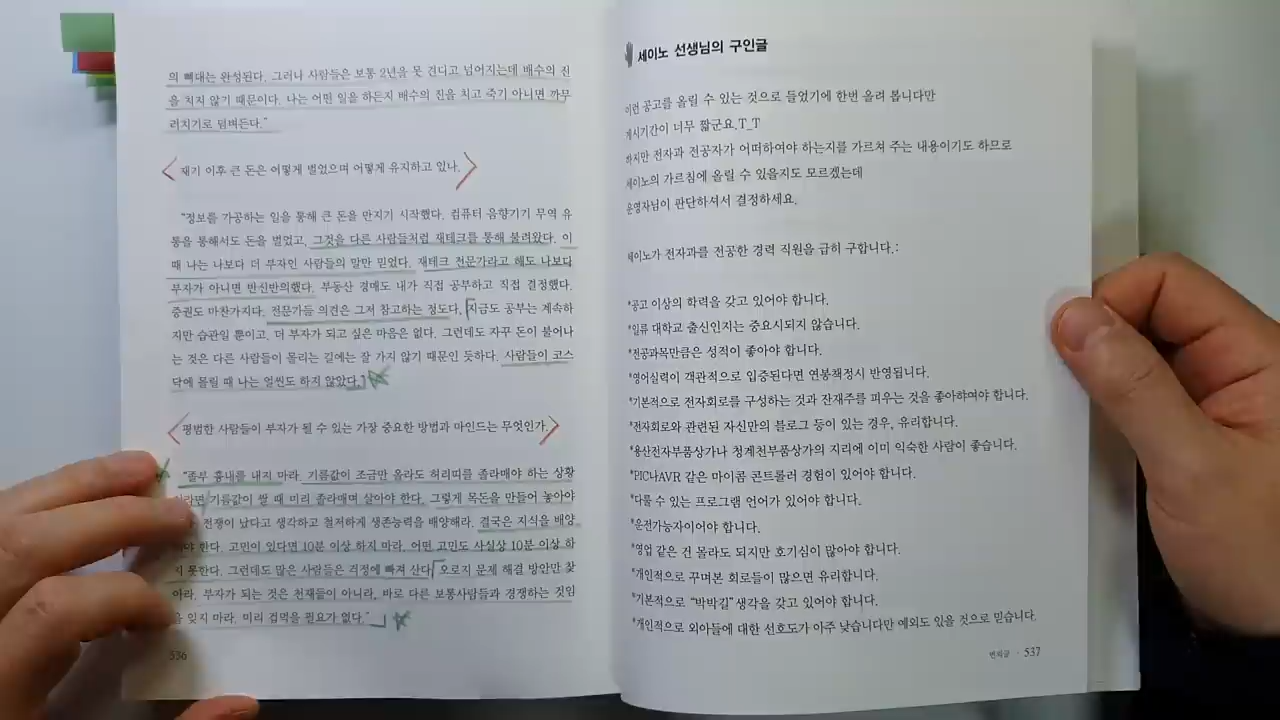 의 뼈대는 완성된다. 그러나 사람들은 보통 2년을 못 견디고 넘어지는데 배수의 진
을 치지 않기 때문이다. 나는 어떤 일을 하든지 배수의 진을 치고 죽기 아니면 까무
러치기로 덤벼든다.”
재기 이후 큰 돈은 어떻게 벌었으며 어떻게 유지하고 있나.
“정보를 가공하는 일을 통해 큰 돈을 만지기 시작했다. 컴퓨터 음향기기 무역 유
통을 통해서도 돈을 벌었고, 그것을 다른 사람들처럼 재테크를 통해 불려왔다. 이
때 나는 나보다 더 부자인 사람들의 말만 믿었다. 재테크 전문가라고 해도 나보다
부자가 아니면 반신반의했다. 부동산 경매도 내가 직접 공부하고 직접 결정했다.
증권도 마찬가지다. 전문가들 의견은 그저 참고하는 정도다. 지금도 공부는 계속하
지만 습관일 뿐이고, 더 부자가 되고 싶은 마음은 없다. 그런데도 자꾸 돈이 불어나
는 것은 다른 사람들이 몰리는 길에는 잘 가지 않기 때문인 듯하다. 사람들이 코스
닥에 몰릴 때 나는 얼씬도 하지 않았다.”
평범한 사람들이 부자가 될 수 있는 가장 중요한 방법과 마인드는 무엇인가.
“졸부 흉내를 내지 마라. 기름값이 조금만 올라도 허리띠를 졸라매야 하는 상황
이라면 기름값이 쌀 때 미리 졸라매며 살아야 한다. 그렇게 목돈을 만들어 놓아야
전쟁이 났다고 생각하고 철저하게 생존능력을 배양해라. 결국은 지식을 배양
야 한다. 고민이 있다면 10분 이상 하지 마라. 어떤 고민도 사실상 10분 이상 하
지 못한다. 그런데도 많은 사람들은 걱정에 빠져 산다. 오로지 문제 해결 방안만 찾
아라. 부자가 되는 것은 천재들이 아니라, 바로 다른 보통사람들과 경쟁하는 것임
을 잊지 마라. 미리 겁먹을 필요가 없다.”
536
세이노 선생님의 구인글
이런 공고를 올릴 수 있는 것으로 들었기에 한번 올려 봅니다만
게시기간이 너무 짧군요.T_T
하지만 전자과 전공자가 어떠하여야 하는지를 가르쳐 주는 내용이기도 하므로
세이노의 가르침에 올릴 수 있을지도 모르겠는데
운영자님이 판단하셔서 결정하세요.
세이노가 전자과를 전공한 경력 직원을 급히 구합니다.:
*공고 이상의 학력을 갖고 있어야 합니다.
*일류 대학교 출신인지는 중요시되지 않습니다.
*전공과목만큼은 성적이 좋아야 합니다.
*영어실력이 객관적으로 입증된다면 연봉책정시 반영됩니다.
*기본적으로 전자회로를 구성하는 것과 잔재주를 피우는 것을 좋아하여야 합니다.
*전자회로와 관련된 자신만의 블로그 등이 있는 경우, 유리합니다.
*용산전자부품상가나 청계천부품상가의 지리에 이미 익숙한 사람이 좋습니다.
*PIC나AVR 같은 마이콤 콘트롤러 경험이 있어야 합니다.
*다룰 수 있는 프로그램 언어가 있어야 합니다.
*운전가능자이어야 합니다.
*영업 같은 건 몰라도 되지만 호기심이 많아야 합니다.
*개인적으로 꾸며본 회로들이 많으면 유리합니다.
*기본적으로 “박박길” 생각을 갖고 있어야 합니다.
*개인적으로 외아들에 대한 선호도가 아주 낮습니다만 예외도 있을 것으로 믿습니다.
변외글 · 537